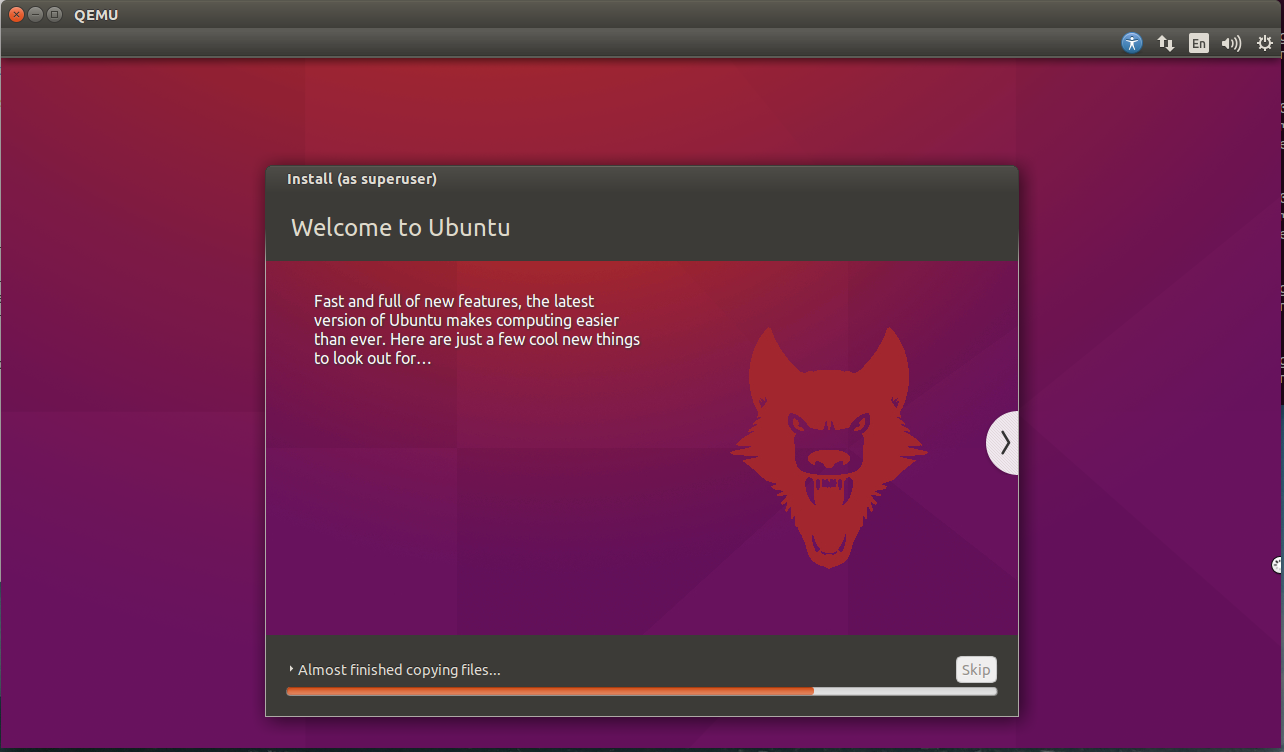 QEMU
En
Install (as superuser)
Welcome to Ubuntu
Fast and full of new features, the latest
version of Ubuntu makes computing easier
than ever. Here are just a few cool new things
to look out for…
Almost finished copying files...
Skip